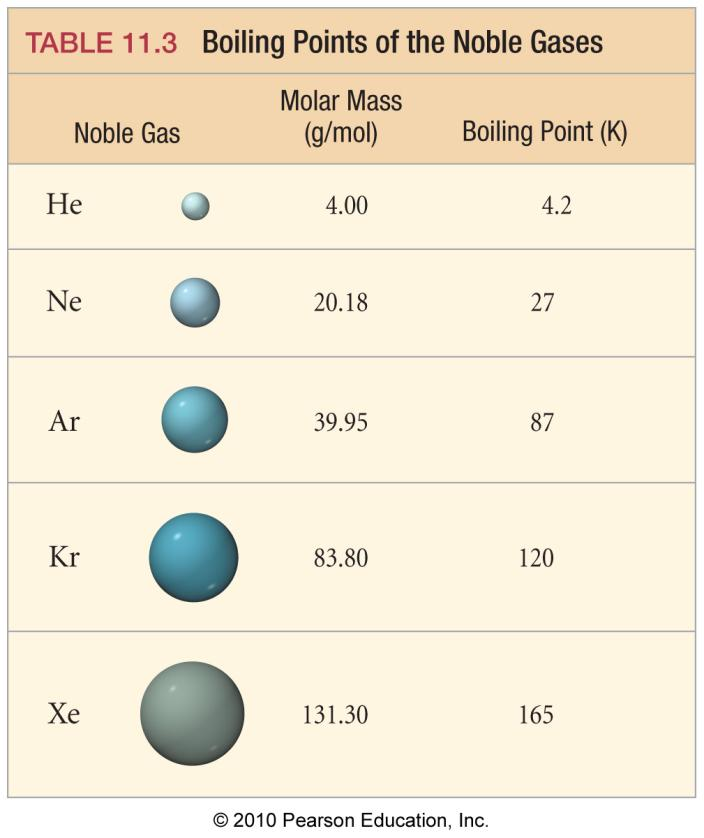 TABLE 11.3 Boiling Points of the Noble Gases
Noble Gas Molar Mass (g/mol) Boiling Point (K)
He 4.00 4.2
Ne 20.18 27
Ar 39.95 87
Kr 83.80 120
Xe 131.30 165
© 2010 Pearson Education, Inc.